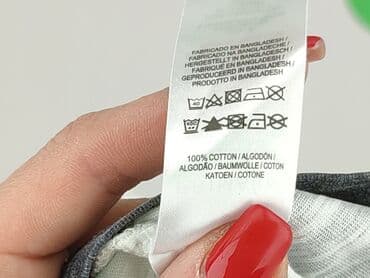 FABRICADO EN BANGLADESH /
FABRICADO NA BANGLADECHE /
HERGESTELLT IN BANGLADESH /
FABRIQUÉ EN BANGLADESH /
GEPRODUCEERD IN BANGLADESH
PRODOTTO IN BANGLADESH
100% COTTON / ALGODÓN /
ALGODÃO / BAUMWOLLE / COTON
KATOEN / COTONE